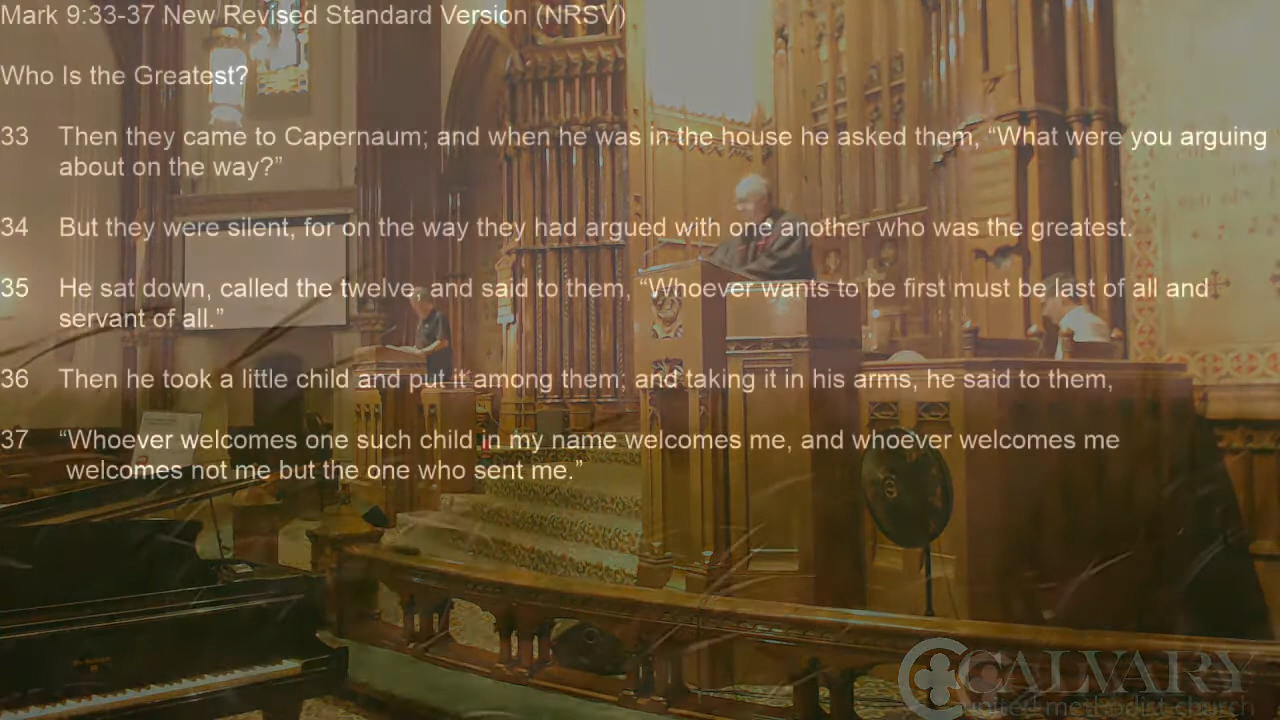 Mark 9:33-37 New Revised Standard Version (NRSV)
Who Is the Greatest?
33 Then they came to Capernaum; and when he was in the house he asked them, “What were you arguing
about on the way?”
34 But they were silent, for on the way they had argued with one another who was the greatest.
35 He sat down, called the twelve, and said to them, “Whoever wants to be first must be last of all and
servant of all.”
36 Then he took a little child and put it among them; and taking it in his arms, he said to them,
37 “Whoever welcomes one such child in my name welcomes me, and whoever welcomes me
welcomes not me but the one who sent me.”
CALVARY
united methodist church